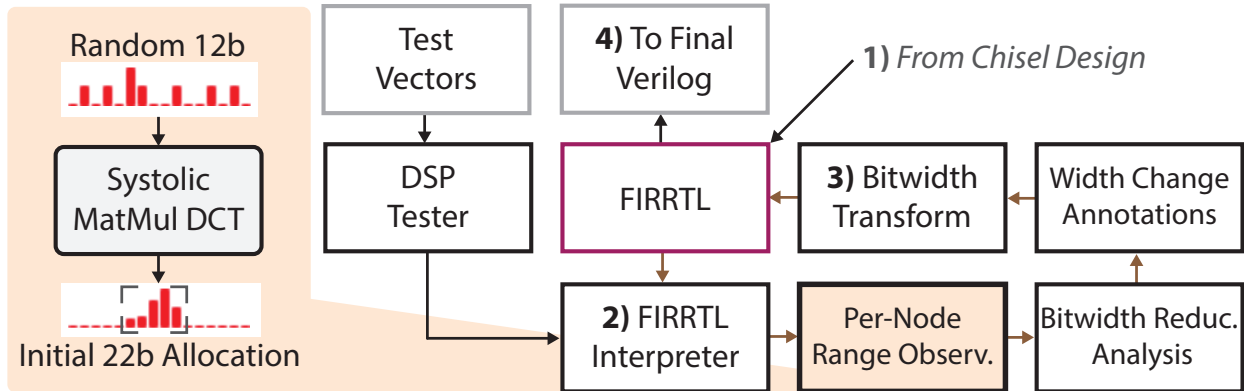 Random 12b
Systolic
MatMul DCT
Initial 22b Allocation
Test
Vectors
DSP
Tester
4) To Final
Verilog
1) From Chisel Design
FIRRTL
3) Bitwidth
Transform
Width Change
Annotations
2) FIRRTL
Interpreter
Per-Node
Range Observ.
Bitwidth Reduc.
Analysis